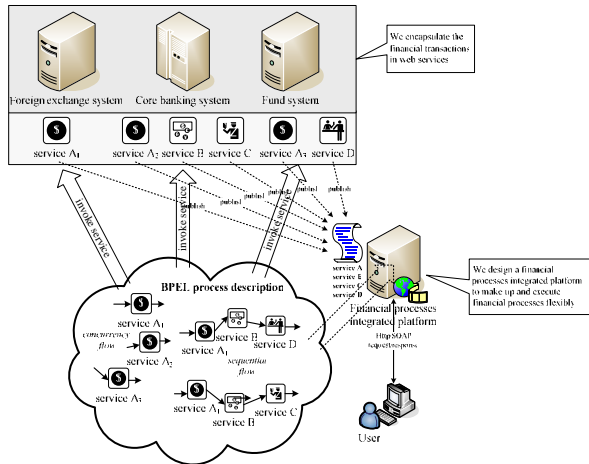 We encapsulate the
financial transactions
in web services
Foreign exchange system
Core banking system
Fund system
service A1
service A2
service B
service C
service A3
service D
publish
publish
invoke service
invoke service
invoke service
service A
service
service
service D
BPEL process description
We design a financial
processes integrated platform
to make up and execute
financial processes flexibly
Financial processes
integrated platform
Http/SOAP
request/response
service A1
concurrency
flow
service A2
service A3
service A1
service B
service D
sequential
flow
service A1
service B
service C
User